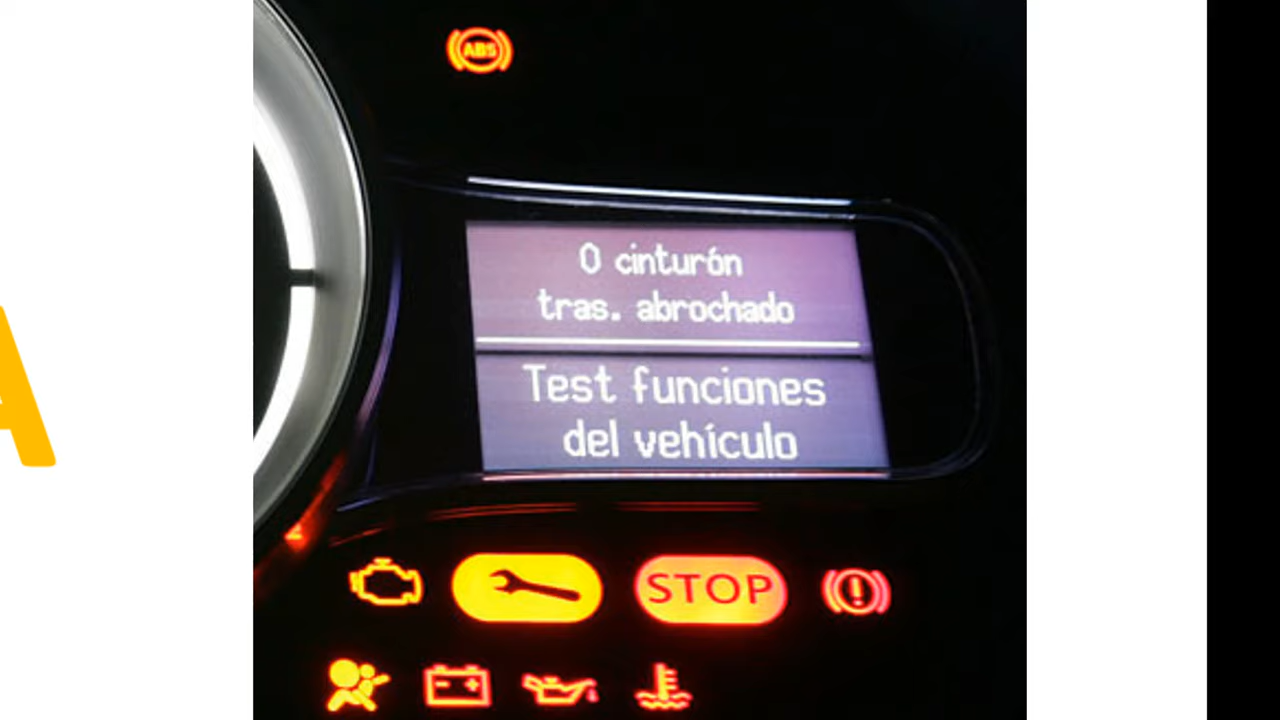 A
ABS
0 cinturón
tras. abrochado
Test funciones
del vehículo
STOP